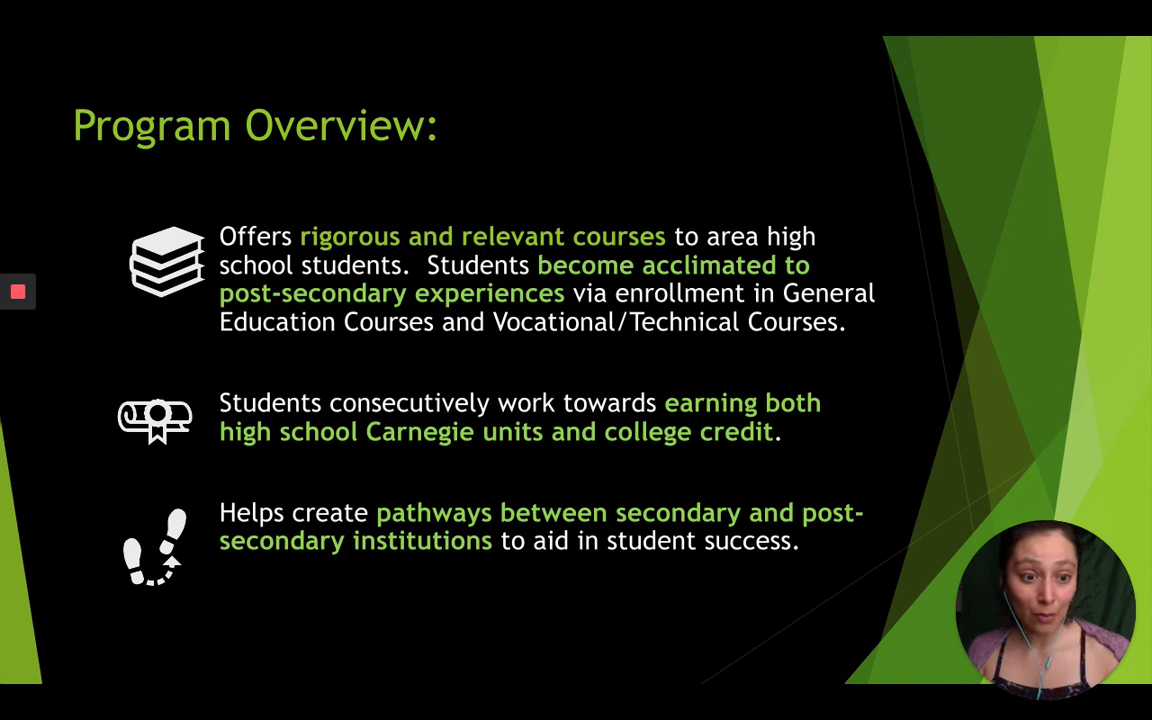 Program Overview:
Offers rigorous and relevant courses to area high
school students.  Students become acclimated to
post-secondary experiences via enrollment in General
Education Courses and Vocational/Technical Courses.
Students consecutively work towards earning both
high school Carnegie units and college credit.
Helps create pathways between secondary and post-
secondary institutions to aid in student success.